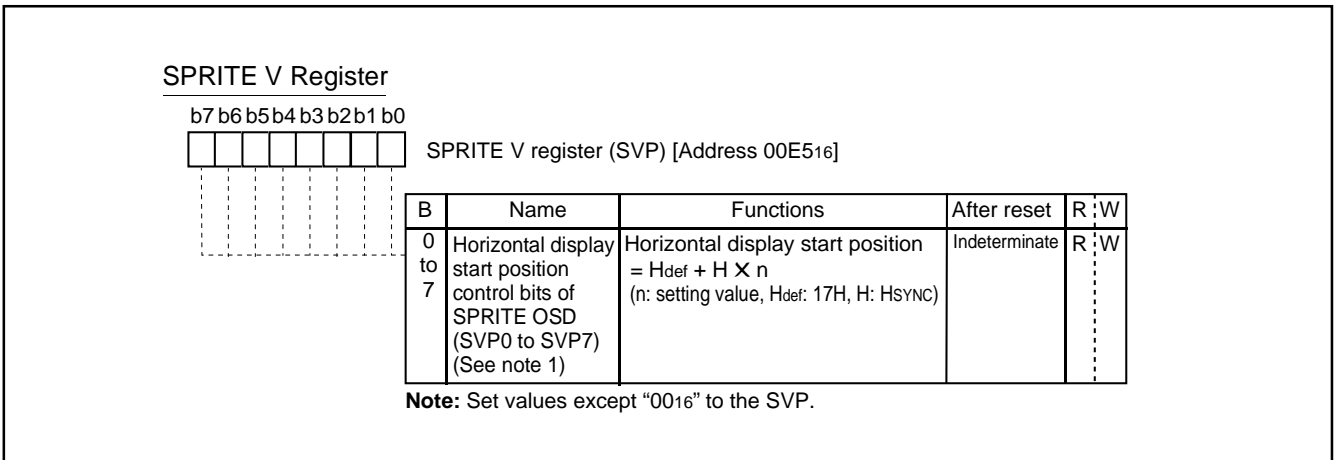 SPRITE V Register
b7 b6 b5 b4 b3 b2 b1 b0
SPRITE V register (SVP) [Address 00E516]
B Name Functions After reset R W
0 to 7
Horizontal display
start position
control bits of
SPRITE OSD
(SVP0 to SVP7)
(See note 1)
Horizontal display start position
= Hdef + H X n
(n: setting value, Hdef: 17H, H: HSYNC)
Indeterminate R W
Note: Set values except “0016” to the SVP.